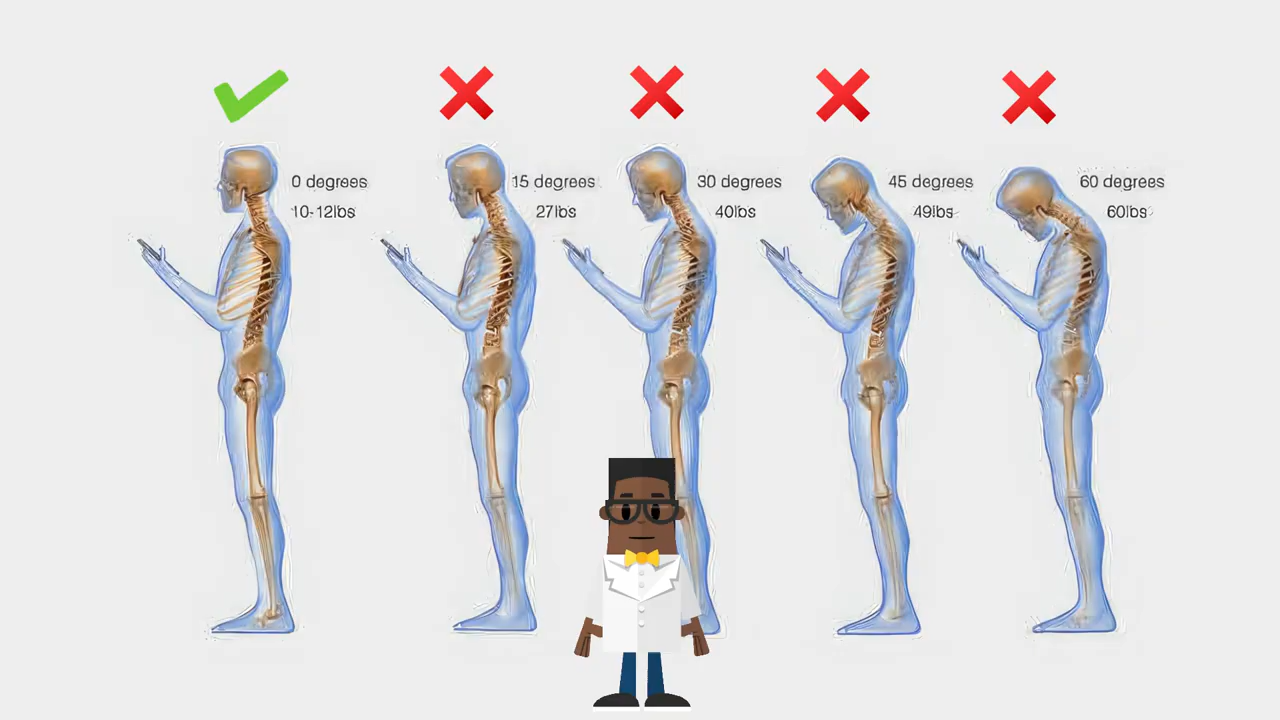 0 degrees
10-12lbs
15 degrees
27lbs
30 degrees
40lbs
45 degrees
49lbs
60 degrees
60lbs